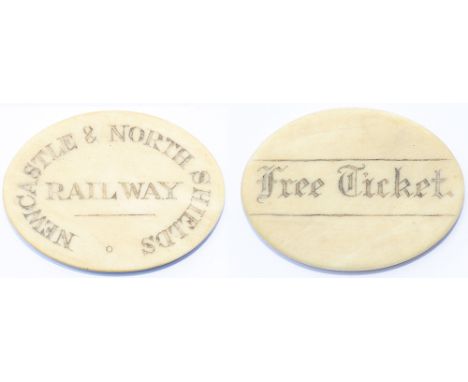 NEWCASTLE & NORTH SHIELDS
RAILWAY
Free Ticket.